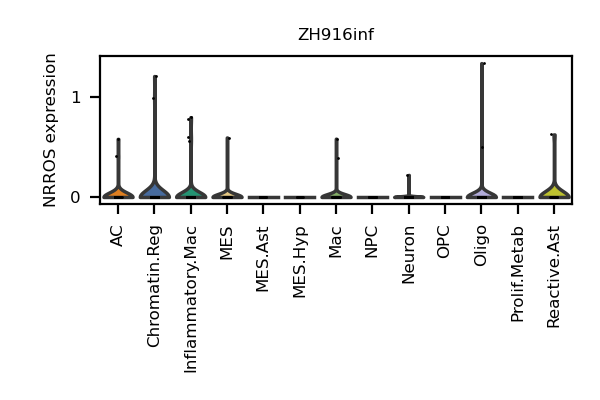 ZH916inf
NRROS expression
1
0
AC
Chromatin.Reg
Inflammatory.Mac
MES
MES.Ast
MES.Hyp
Mac
NPC
Neuron
OPC
Oligo
Prolif.Metab
Reactive.Ast